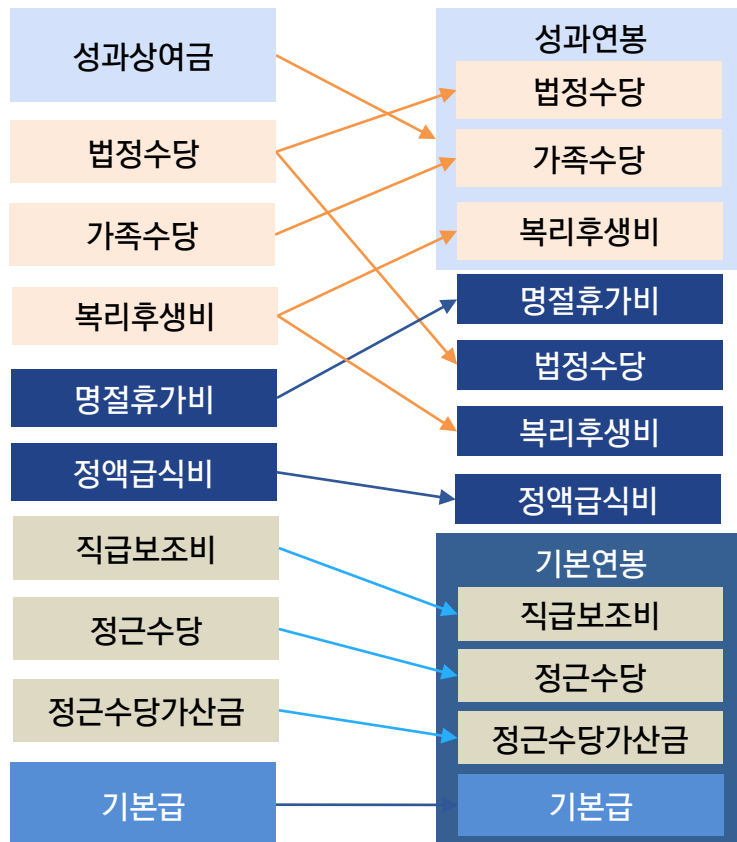 성과상여금
법정수당
가족수당
복리후생비
명절휴가비
정액급식비
직급보조비
정근수당
정근수당가산금
기본급
성과연봉
법정수당
가족수당
복리후생비
명절휴가비
법정수당
복리후생비
정액급식비
기본연봉
직급보조비
정근수당
정근수당가산금
기본급